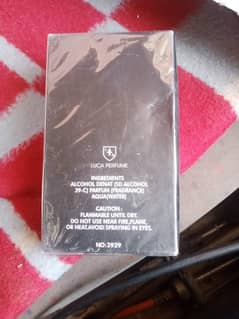 LUCA PERFUME
INGREDIENTS
ALCOHOL DENAT (SD ALCOHOL
39-C) PARFUM (FRAGRANCE)
AQUA(WATER)
CAUTION :
FLAMMABLE UNTIL DRY.
DO NOT USE NEAR FIRE,FLAME,
OR HEAT.AVOID SPRAYING IN EYES.
NO:3929